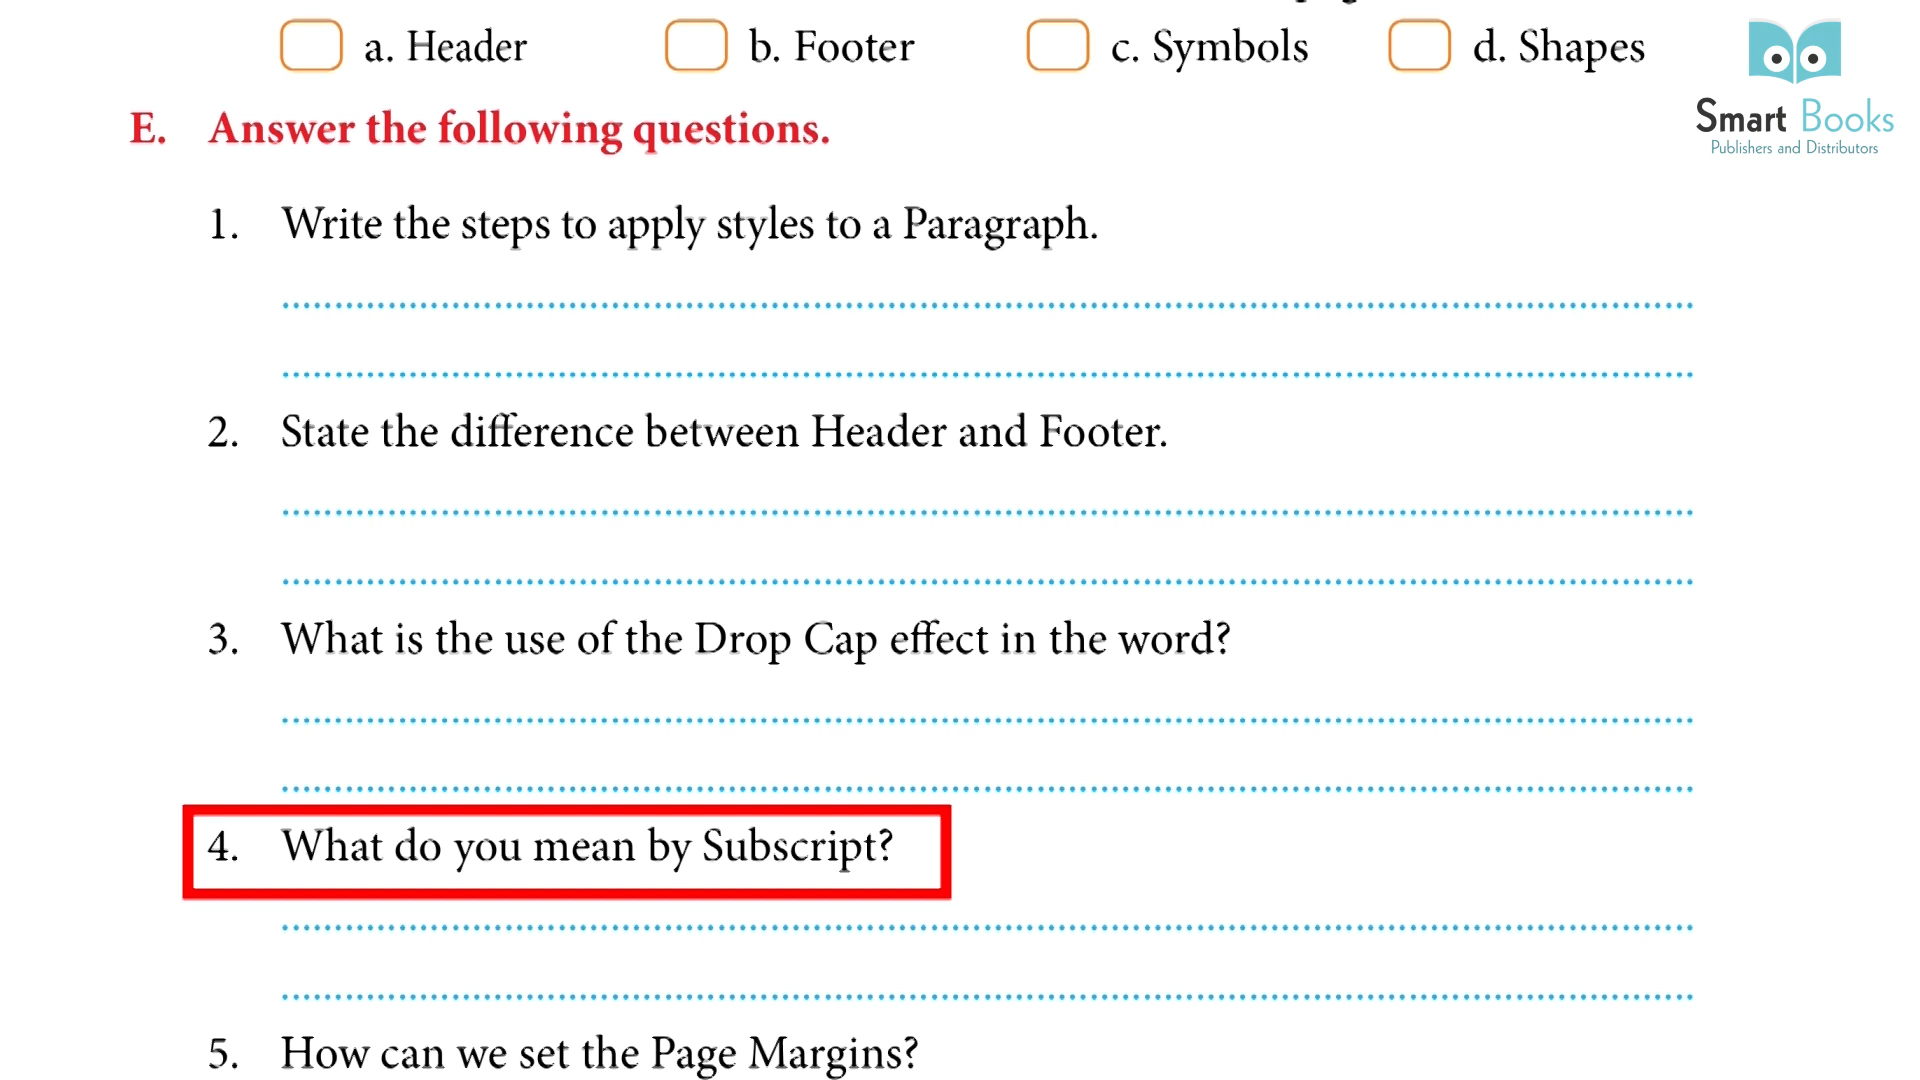 a. Header b. Footer c. Symbols d. Shapes
Smart Books
Publishers and Distributors
E. Answer the following questions.
1. Write the steps to apply styles to a Paragraph.
2. State the difference between Header and Footer.
3. What is the use of the Drop Cap effect in the word?
4. What do you mean by Subscript?
5. How can we set the Page Margins?